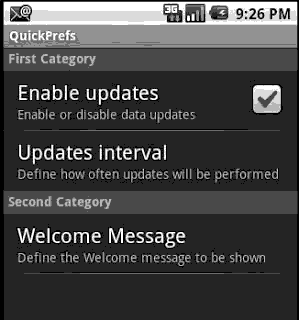 3G 9:26 PM
QuickPrefs
First Category
Enable updates
Enable or disable data updates
Updates interval
Define how often updates will be performed
Second Category
Welcome Message
Define the Welcome message to be shown